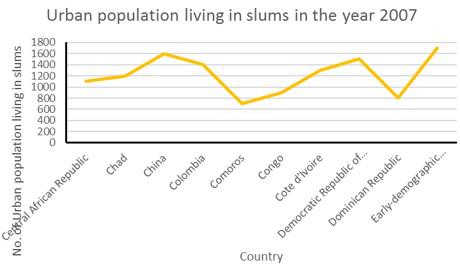 Urban population living in slums in the year 2007
No. of Urban population living in slums
1800
1600
1400
1200
1000
800
600
400
200
0
Central African Republic
Chad
China
Colombia
Comoros
Congo
Cote d'Ivoire
Democratic Republic of...
Dominican Republic
Early-demographic...
Country